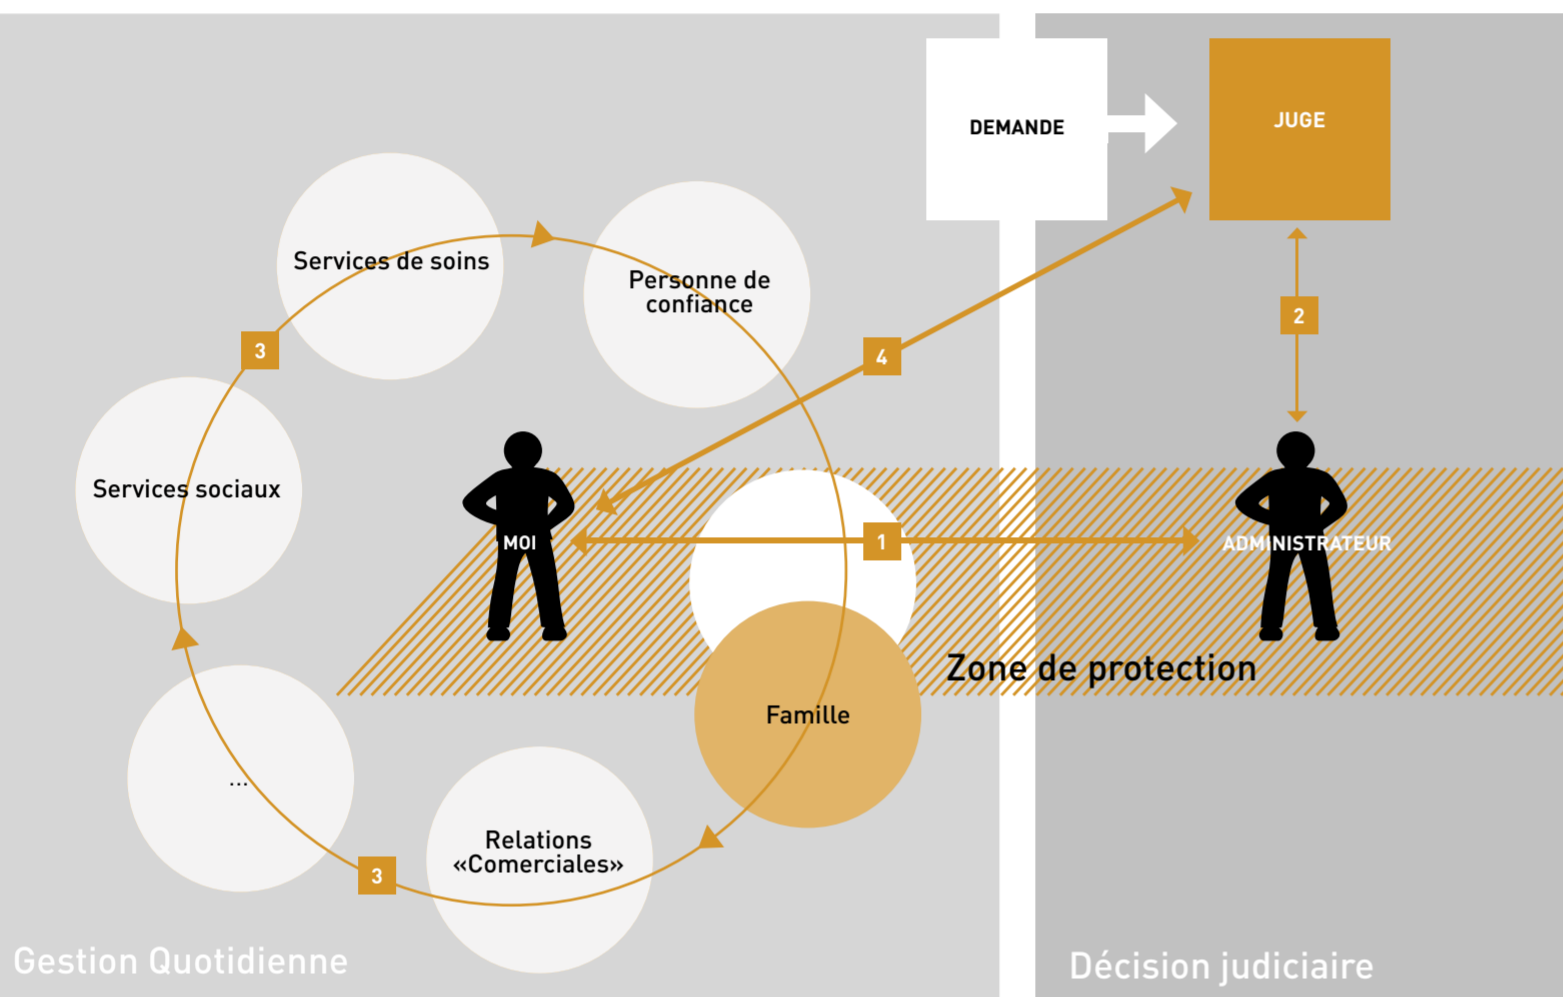 DEMANDE
JUGE
Services de soins
Personne de
confiance
2
3
4
Services sociaux
MOI
1
ADMINISTRATEUR
Zone de protection
Famille
...
Relations
«Comerciales»
3
Gestion Quotidienne
Décision judiciaire